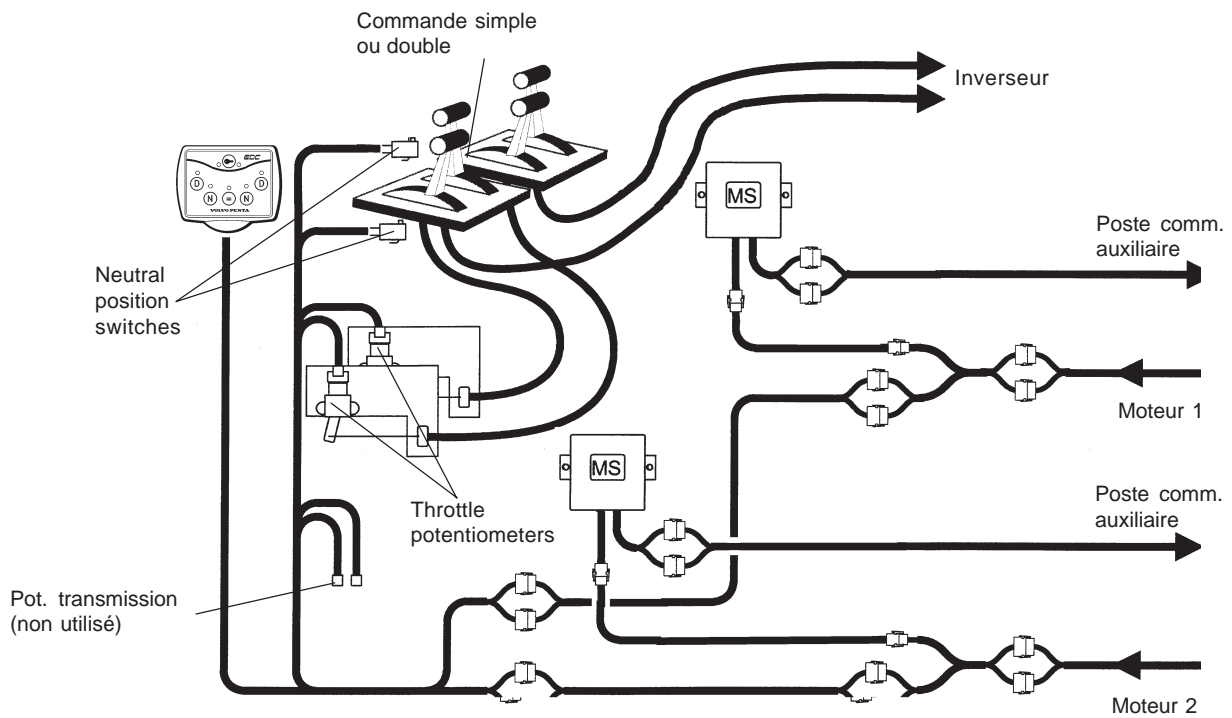 Commande simple
ou double
Inverseur
EDC
D
D
N
=
N
VOLVO PENTA
MS
Poste comm.
auxiliaire
Neutral
position
switches
Moteur 1
MS
Poste comm.
auxiliaire
Throttle
potentiometers
Pot. transmission
(non utilisé)
Moteur 2